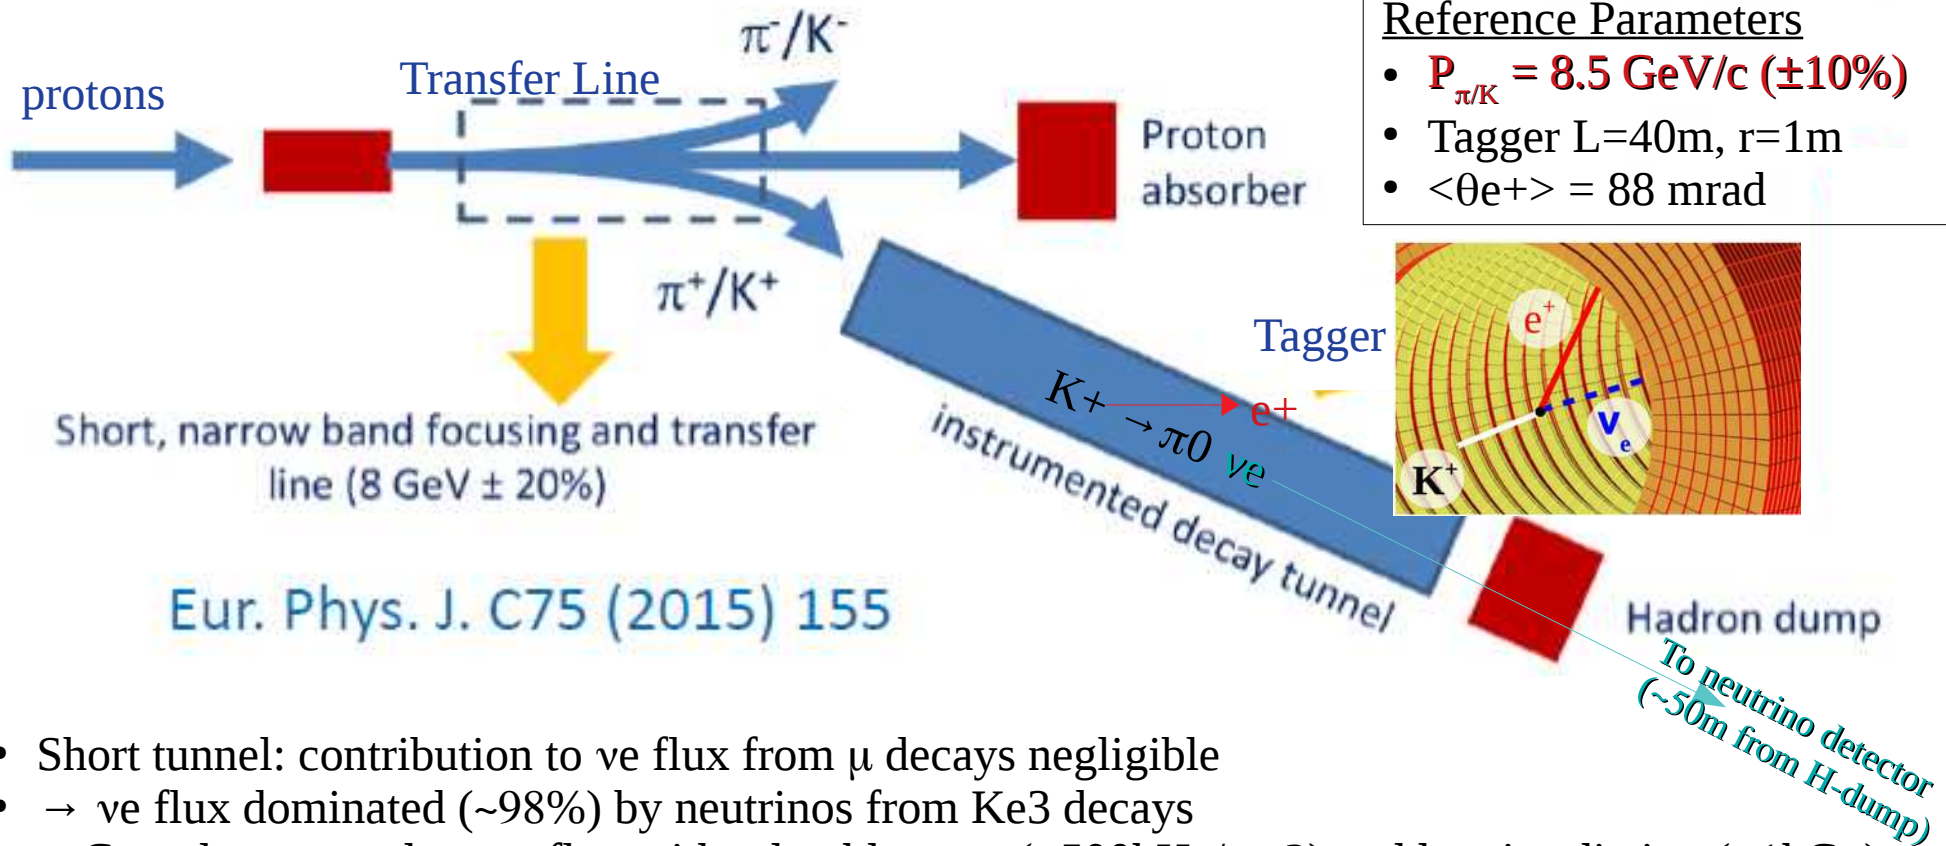 protons
Transfer Line
π-/K-
Proton
absorber
π+/K+
Short, narrow band focusing and transfer
line (8 GeV ± 20%)
Eur. Phys. J. C75 (2015) 155
Reference Parameters
• Pπ/K = 8.5 GeV/c (±10%)
• Tagger L=40m, r=1m
• <θe+> = 88 mrad
Tagger
K+ → π0 νe
e+
instrumented decay tunnel
e+
νe
K+
Hadron dump
To neutrino detector
(~50m from H-dump)
• Short tunnel: contribution to νe flux from μ decays negligible
• → νe flux dominated (~98%) by neutrinos from Ke3 decays